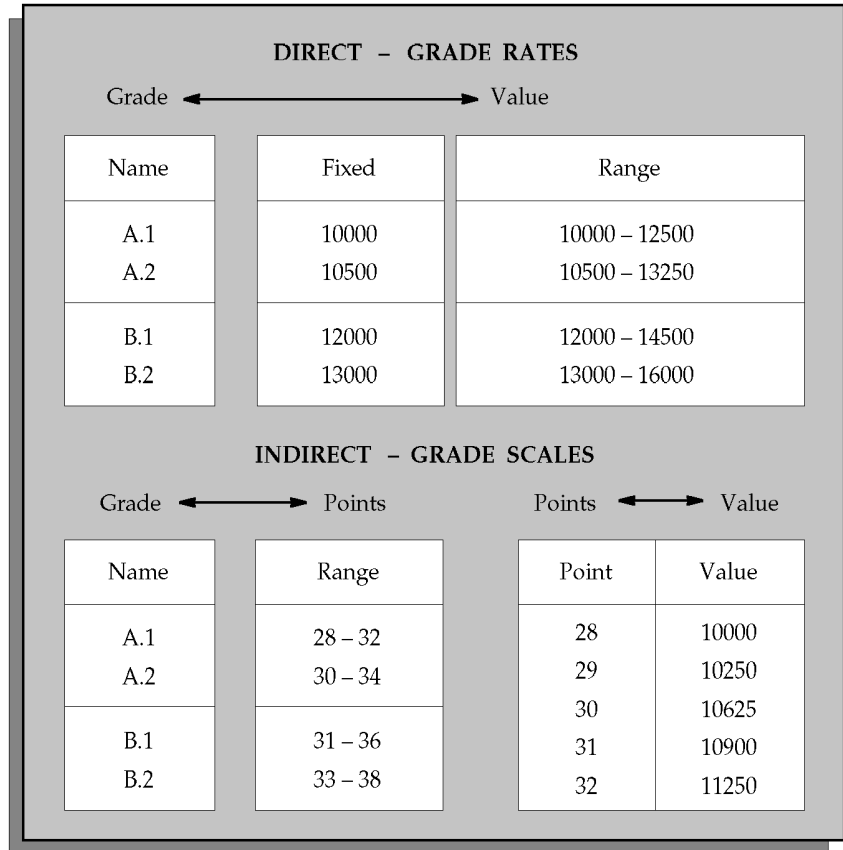 DIRECT – GRADE RATES
Grade Value
Name Fixed Range
A.1 10000 10000 – 12500
A.2 10500 10500 – 13250
B.1 12000 12000 – 14500
B.2 13000 13000 – 16000
INDIRECT – GRADE SCALES
Grade Points Points Value
Name Range Point Value
A.1 28 – 32 28 10000
A.2 30 – 34 29 10250
30 10625
B.1 31 – 36 31 10900
B.2 33 – 38 32 11250